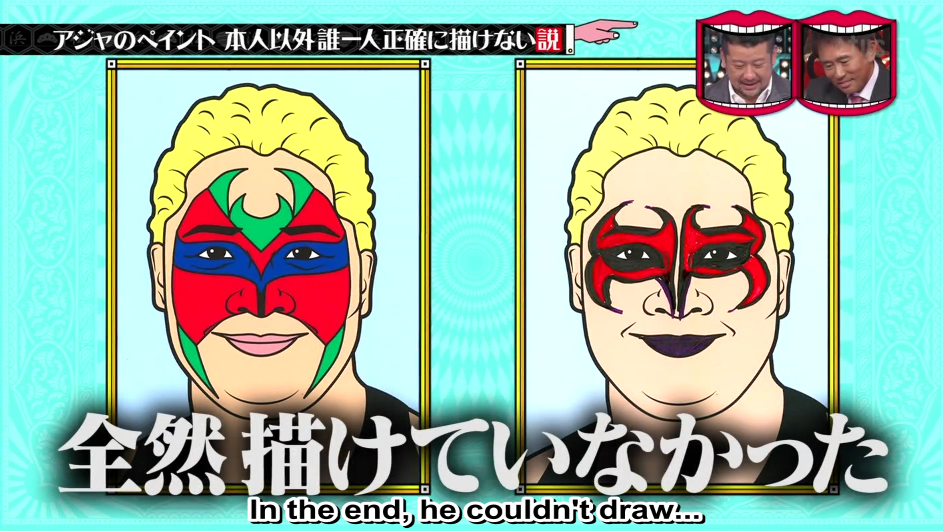 アジャのペイント 本人以外誰一人正確に描けない説
全然描けていなかった
In the end, he couldn't draw...